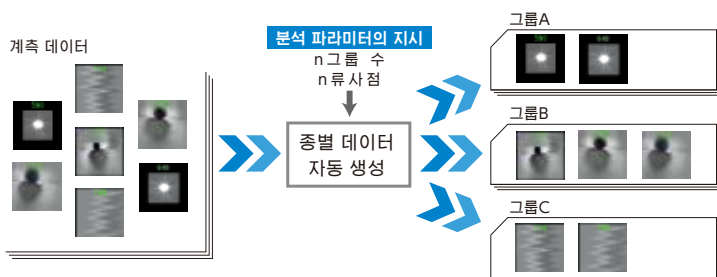 계측 데이터
분석 파라미터의 지시
n그룹 수
n류사점
종별 데이터
자동 생성
그룹A
그룹B
그룹C